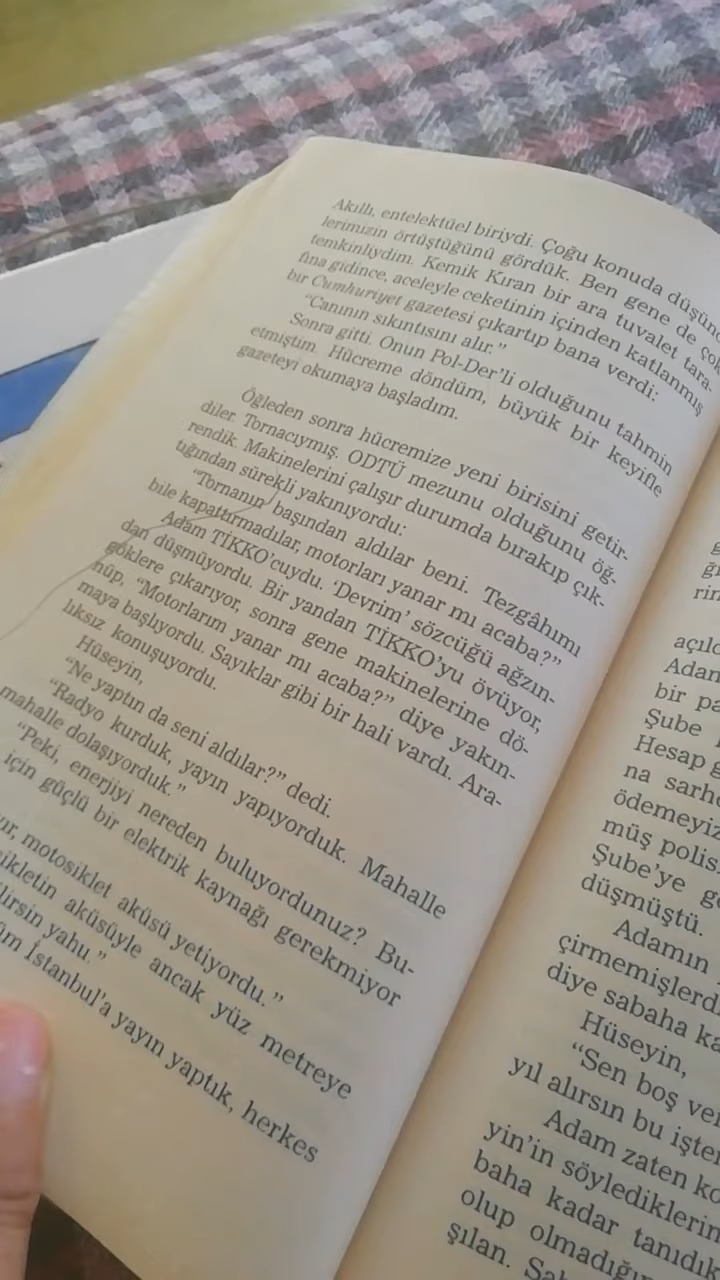 Akıllı, entelektüel biriydi. Çoğu konuda düşünce
lerimizin örtüştüğünü gördük. Ben gene de çok
temkinliydim. Kemik Kıran bir ara tuvalet tara-
fına gidince, aceleyle ceketinin içinden katlanmış
bir Cumhuriyet gazetesi çıkartıp bana verdi:
"Canının sıkıntısını alır."
Sonra gitti. Onun Pol-Der'li olduğunu tahmin
etmiştim. Hücreme döndüm, büyük bir keyifle
gazeteyi okumaya başladım.
Öğleden sonra hücremize yeni birisini getir-
diler. Tornacıymış. ODTÜ mezunu olduğunu öğ-
rendik. Makinelerini çalışır durumda bırakıp çık-
tığından sürekli yakınıyordu:
"Tornanın başından aldılar beni. Tezgâhımı
bile kapattırmadılar, motorları yanar mı acaba?"
Adam TİKKO'cuydu. 'Devrim' sözcüğü ağzın-
dan düşmüyordu. Bir yandan TİKKO'yu övüyor,
göklere çıkarıyor, sonra gene makinelerine dö-
nüp, "Motorlarım yanar mı acaba?" diye yakın-
maya başlıyordu. Sayıklar gibi bir hali vardı. Ara-
lıksız konuşuyordu.
Hüseyin,
"Ne yaptın da seni aldılar?" dedi.
"Radyo kurduk, yayın yapıyorduk. Mahalle
mahalle dolaşıyorduk."
"Peki, enerjiyi nereden buluyordunuz? Bu-
için güçlü bir elektrik kaynağı gerekmiyor
motosiklet aküsü yetiyordu."
aküsüyle ancak yüz metreye
yahu."
İstanbul'a yayın yaptık, herkes
açıld
Adam
bir pa
Şube
Hesap g
na sarho
ödemeyiz
müş polis
Şube'ye ge
düşmüştü.
Adamın
çirmemişlerd
diye sabaha ka
Hüseyin,
"Sen boş ver
yıl alırsın bu işten
Adam zaten ko
yin'in söylediklerin
baha kadar tanıdık
olup olmadığı
şılan.